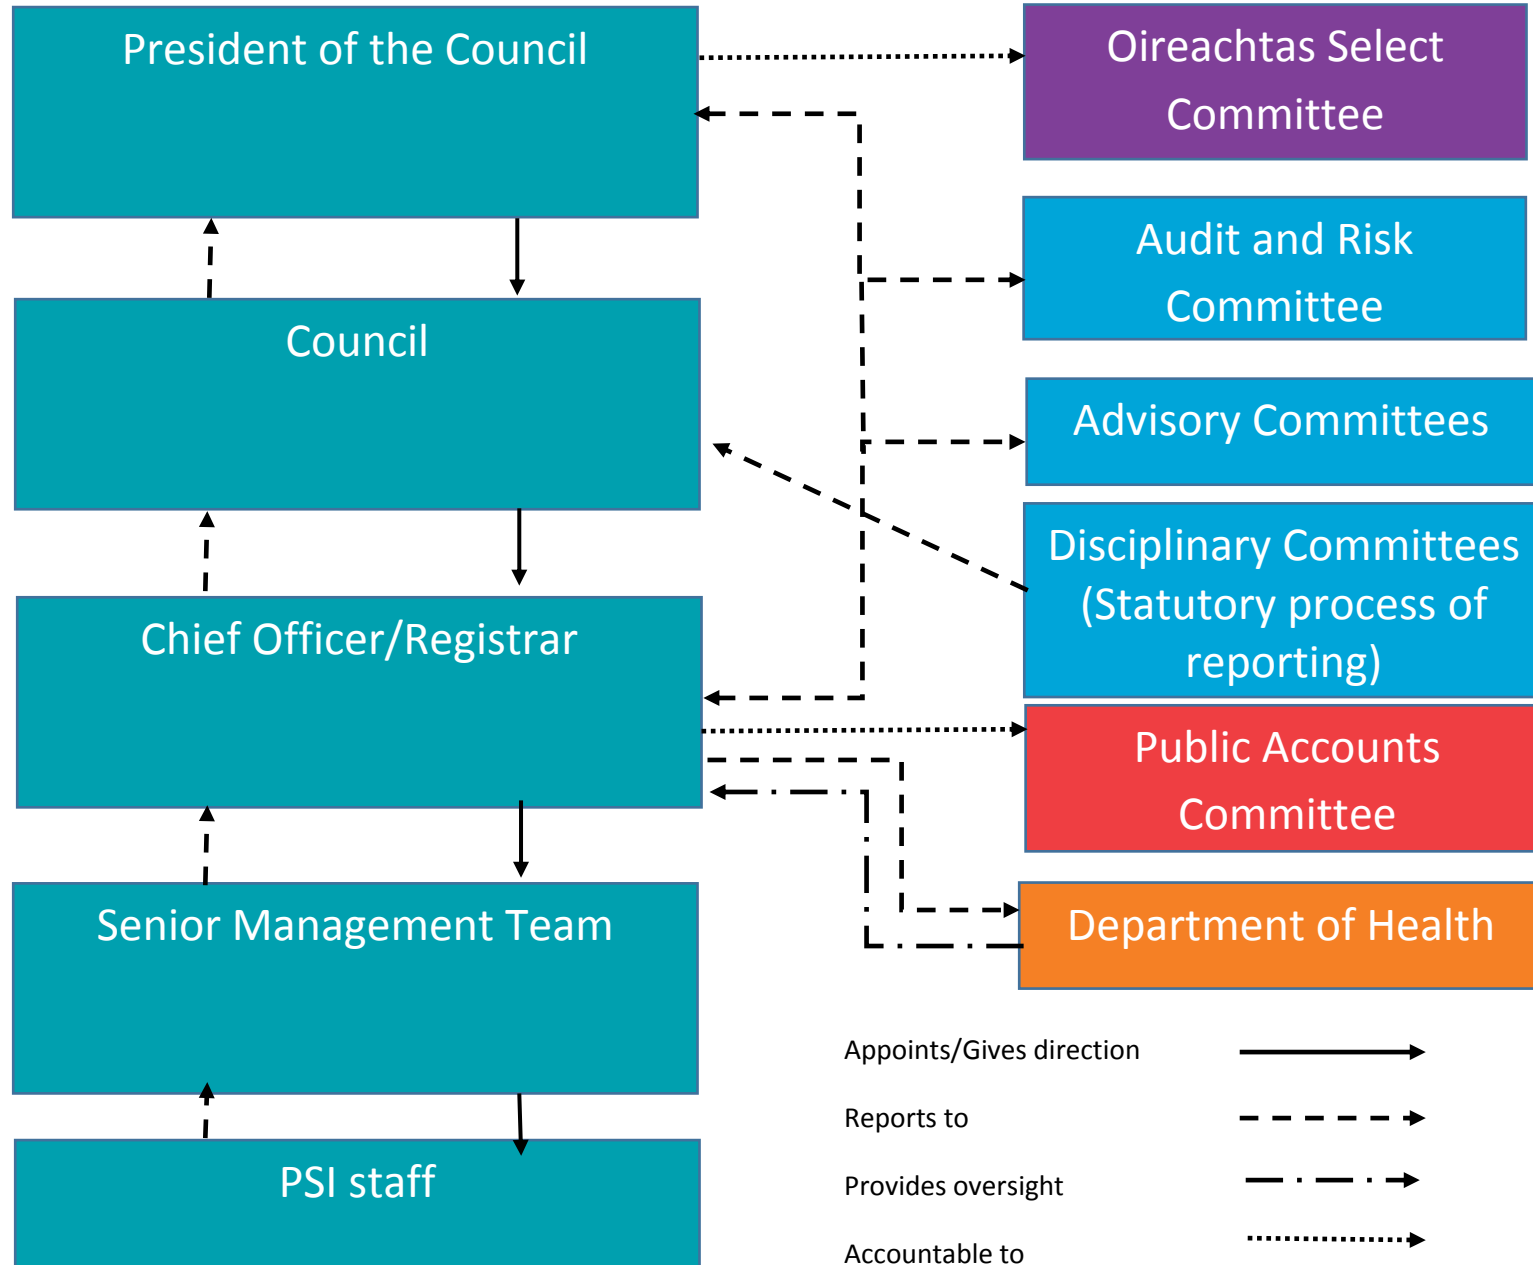 President of the Council
Oireachtas Select
Committee
Audit and Risk
Committee
Council
Advisory Committees
Disciplinary Committees
(Statutory process of
reporting)
Chief Officer/Registrar
Public Accounts
Committee
Senior Management Team
Department of Health
Appoints/Gives direction
Reports to
PSI staff
Provides oversight
Accountable to